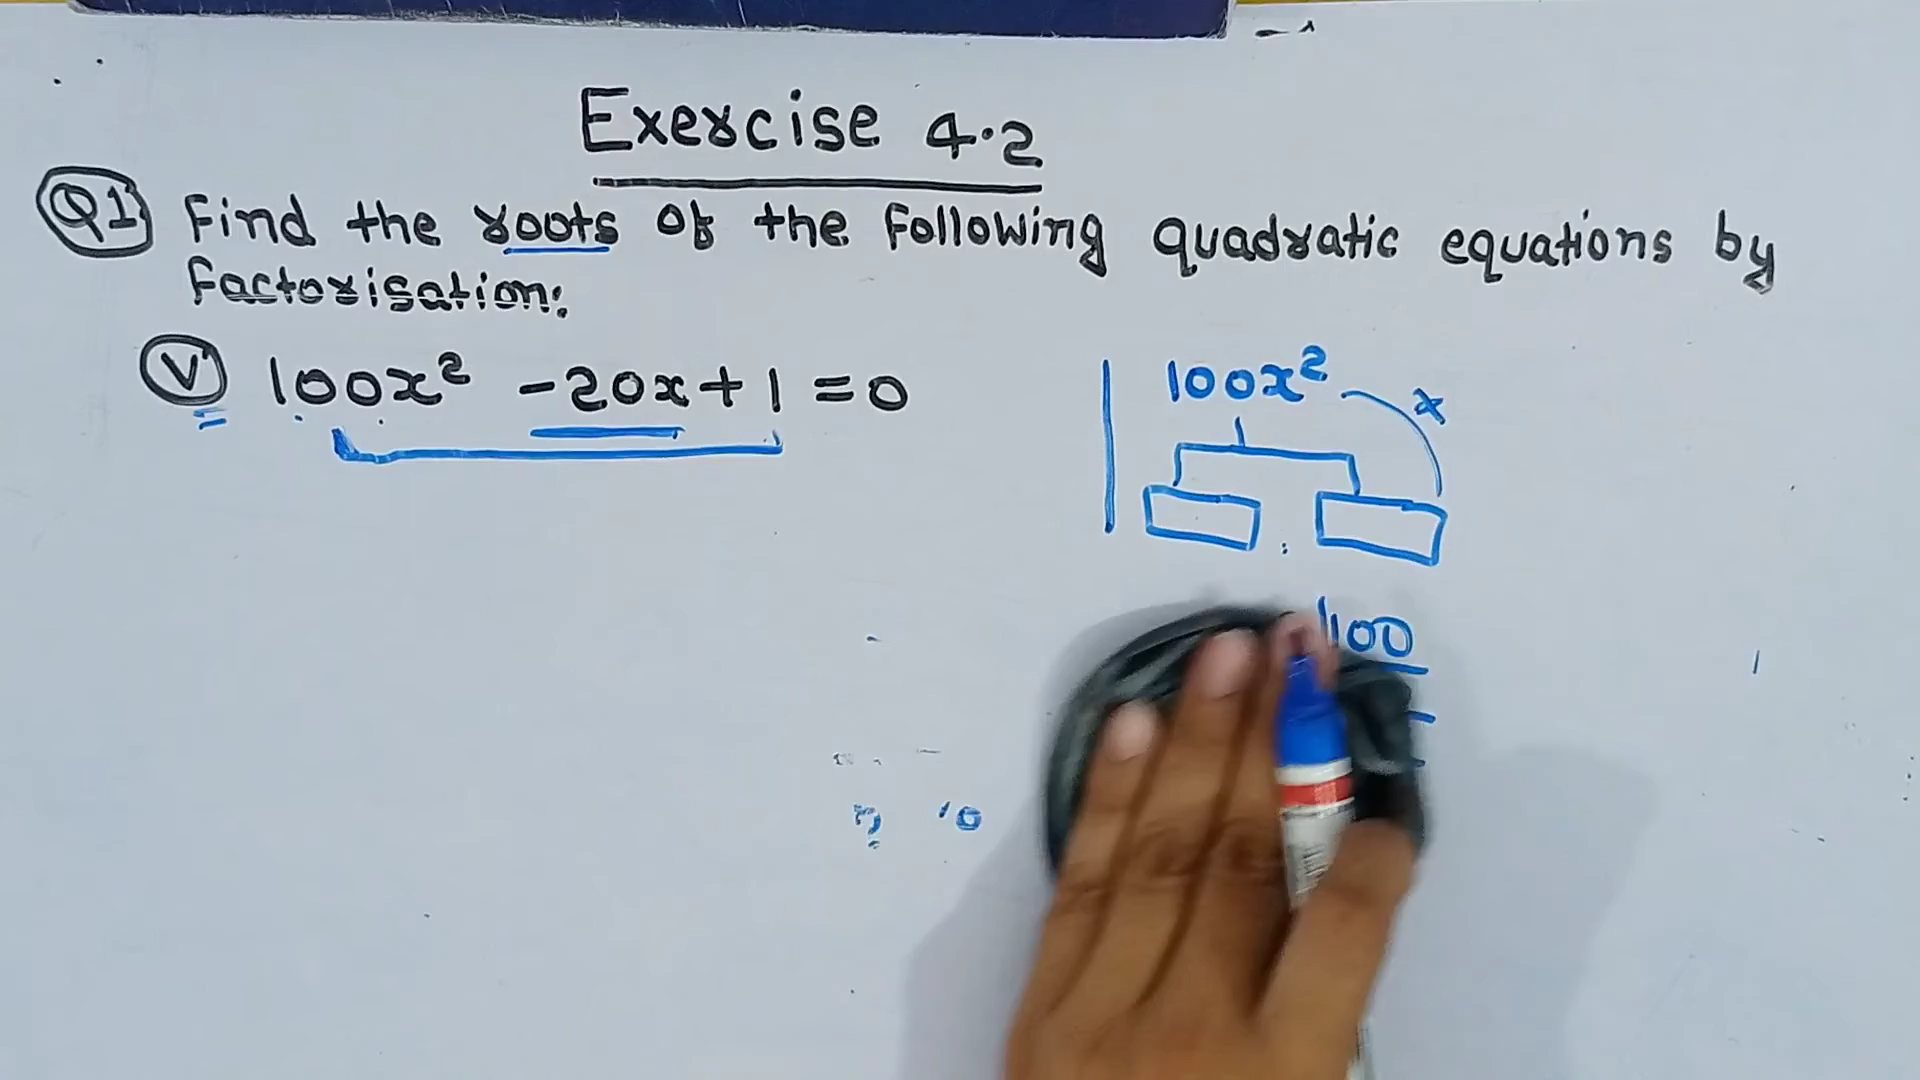 Exercise 4.2
Q1 Find the roots of the following quadratic equations by
factorisation:
V 100x² -20x+1=0
100x²
x
100
10